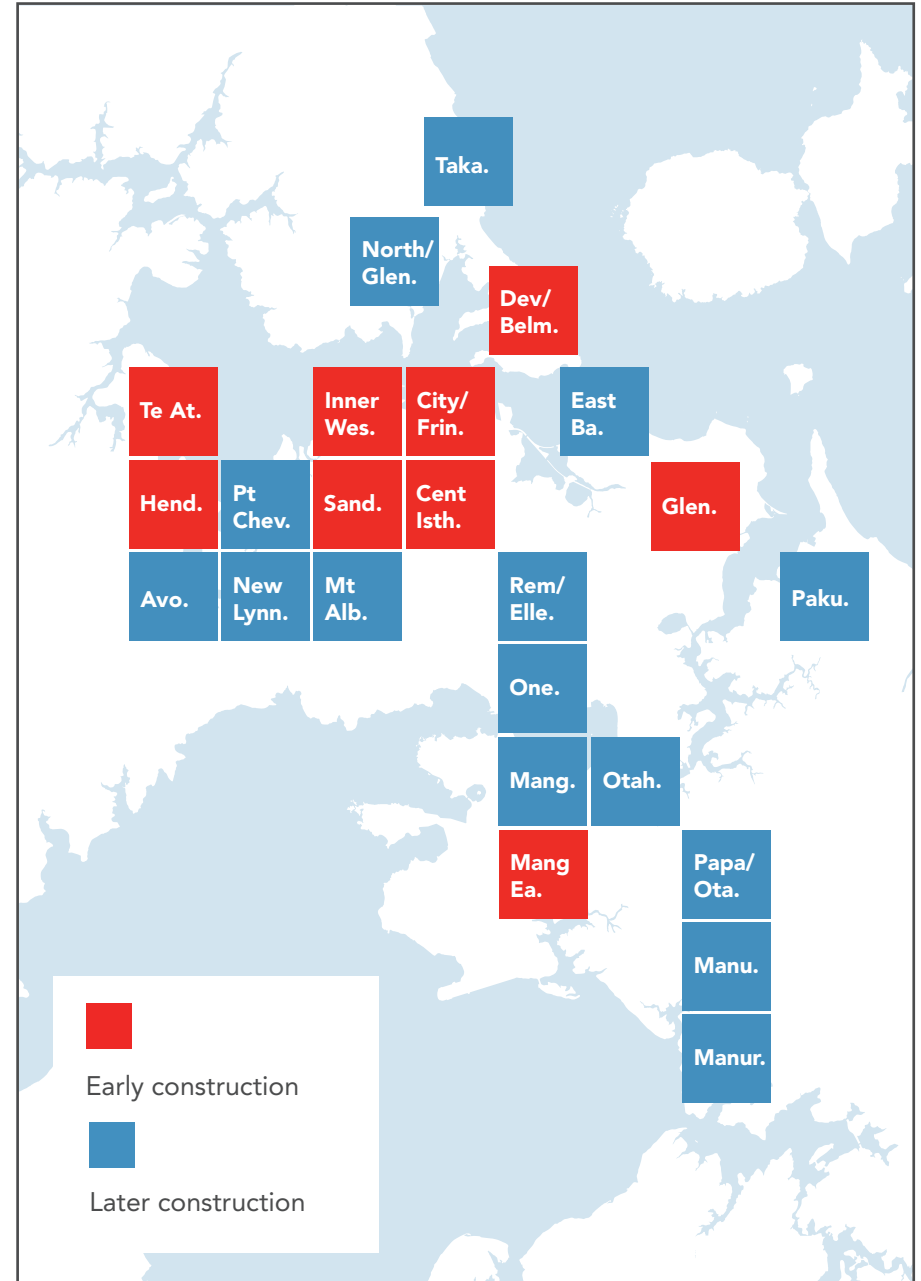 Taka.
North/
Glen.
Dev/
Belm.
Te At.
Inner
Wes.
City/
Frin.
East
Ba.
Hend.
Pt
Chev.
Sand.
Cent
Isth.
Glen.
Avo.
New
Lynn.
Mt
Alb.
Rem/
Elle.
Paku.
One.
Mang.
Otah.
Mang
Ea.
Papa/
Ota.
Manu.
Manur.
Early construction
Later construction